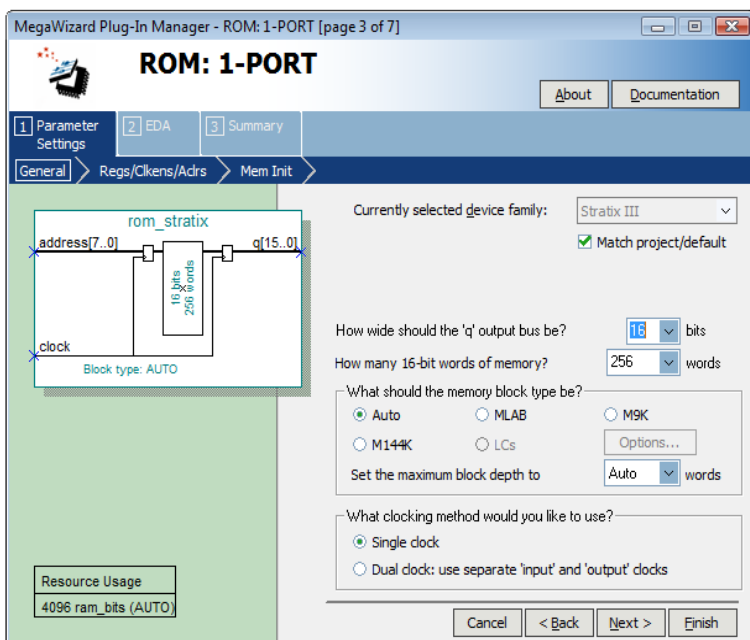 MegaWizard Plug-In Manager - ROM: 1-PORT [page 3 of 7]
ROM: 1-PORT
About
Documentation
1 Parameter Settings
2 EDA
3 Summary
General
Regs/Clkens/Aclrs
Mem Init
rom_stratix
address[7..0]
q[15..0]
16 bits
256 words
clock
Block type: AUTO
Resource Usage
4096 ram_bits (AUTO)
Currently selected device family:
Stratix III
Match project/default
How wide should the 'q' output bus be?
16
bits
How many 16-bit words of memory?
256
words
What should the memory block type be?
Auto
MLAB
M9K
M144K
LCs
Options...
Set the maximum block depth to
Auto
words
What clocking method would you like to use?
Single clock
Dual clock: use separate 'input' and 'output' clocks
Cancel
< Back
Next >
Finish